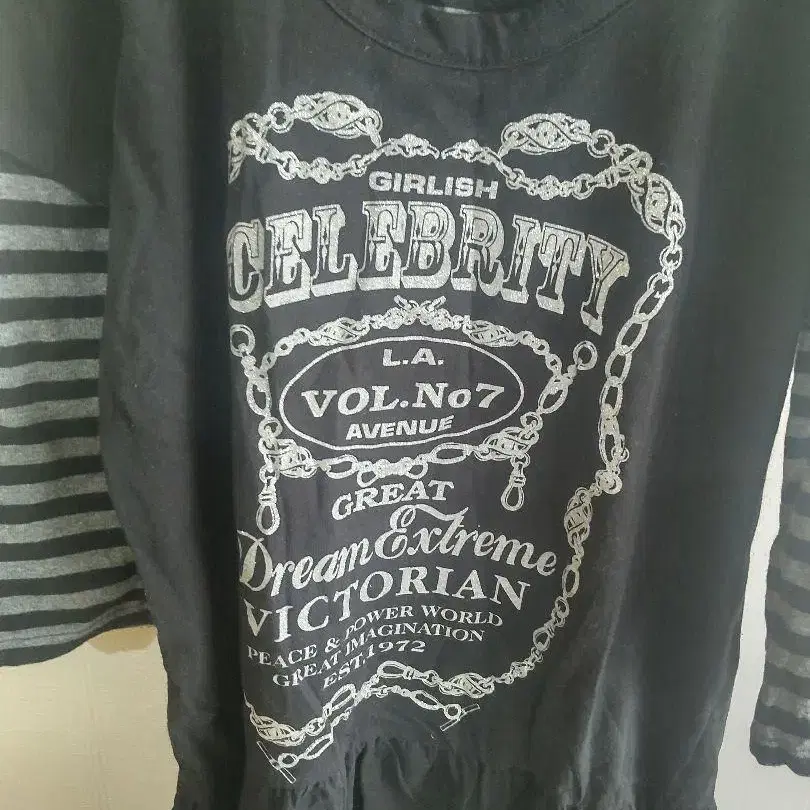 GIRLISH
CELEBRITY
L.A.
VOL.No7
AVENUE
GREAT
Dream Extreme
VICTORIAN
PEACE & POWER WORLD
GREAT IMAGINATION
EST.1972